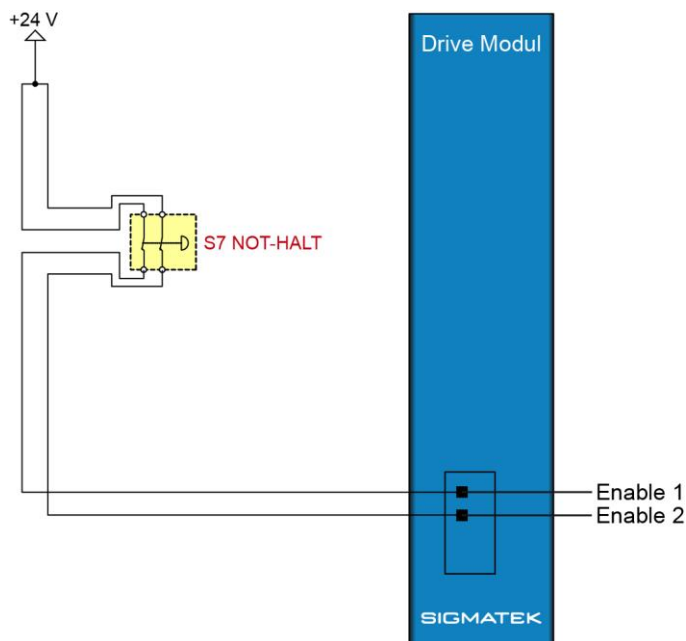 +24 V
Drive Modul
S7 NOT-HALT
Enable 1
Enable 2
SIGMATEK